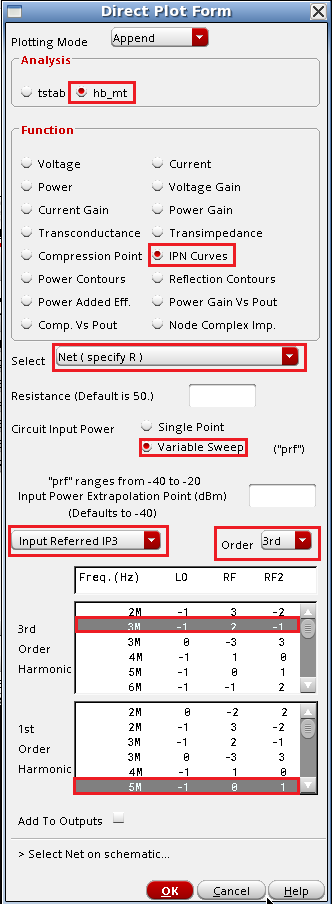 Direct Plot Form
Plotting Mode Append
Analysis
tstab hb_mt
Function
Voltage Current
Power Voltage Gain
Current Gain Power Gain
Transconductance Transimpedance
Compression Point IPN Curves
Power Contours Reflection Contours
Power Added Eff. Power Gain Vs Pout
Comp. Vs Pout Node Complex Imp.
Select Net ( specify R )
Resistance (Default is 50.)
Circuit Input Power Single Point
Variable Sweep ("prf")
"prf" ranges from -40 to -20
Input Power Extrapolation Point (dBm)
(Defaults to -40)
Input Referred IP3 Order 3rd
Freq.(Hz) LO RF RF2
3rd Order Harmonic
2M -1 3 -2
3M -1 2 -1
3M 0 -3 3
4M -1 1 0
5M -1 0 1
6M -1 -1 2
1st Order Harmonic
2M 0 -2 2
2M -1 3 -2
3M -1 2 -1
3M 0 -3 3
4M -1 1 0
5M -1 0 1
Add To Outputs
> Select Net on schematic...
OK Cancel Help